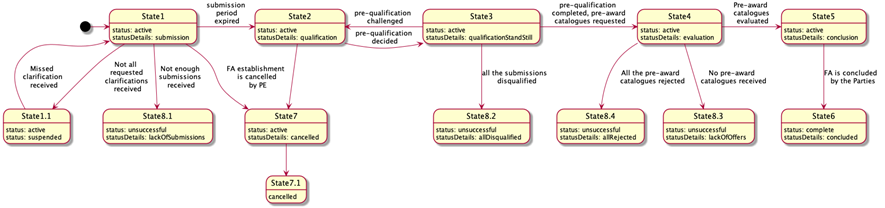 submission
period
expired
pre-qualification
challenged
pre-qualification
completed, pre-award
catalogues requested
Pre-award
catalogues
evaluated
State1
status: active
statusDetails: submission
State2
status: active
statusDetails: qualification
State3
status: active
statusDetails: qualificationStandStill
State4
status: active
statusDetails: evaluation
State5
status: active
statusDetails: conclusion
pre-qualification
decided
Missed
clarification
received
Not all
requested
clarifications
received
Not enough
submissions
received
FA establishment
is cancelled
by PE
all the submissions
disqualified
All the pre-award
catalogues rejected
No pre-award
catalogues received
FA is concluded
by the Parties
State1.1
status: active
status: suspended
State8.1
status: unsuccessful
statusDetails: lackOfSubmissions
State7
status: active
statusDetails: cancelled
State8.2
status: unsuccessful
statusDetails: allDisqualified
State8.4
status: unsuccessful
statusDetails: allRejected
State8.3
status: unsuccessful
statusDetails: lackOfOffers
State6
status: complete
statusDetails: concluded
State7.1
cancelled